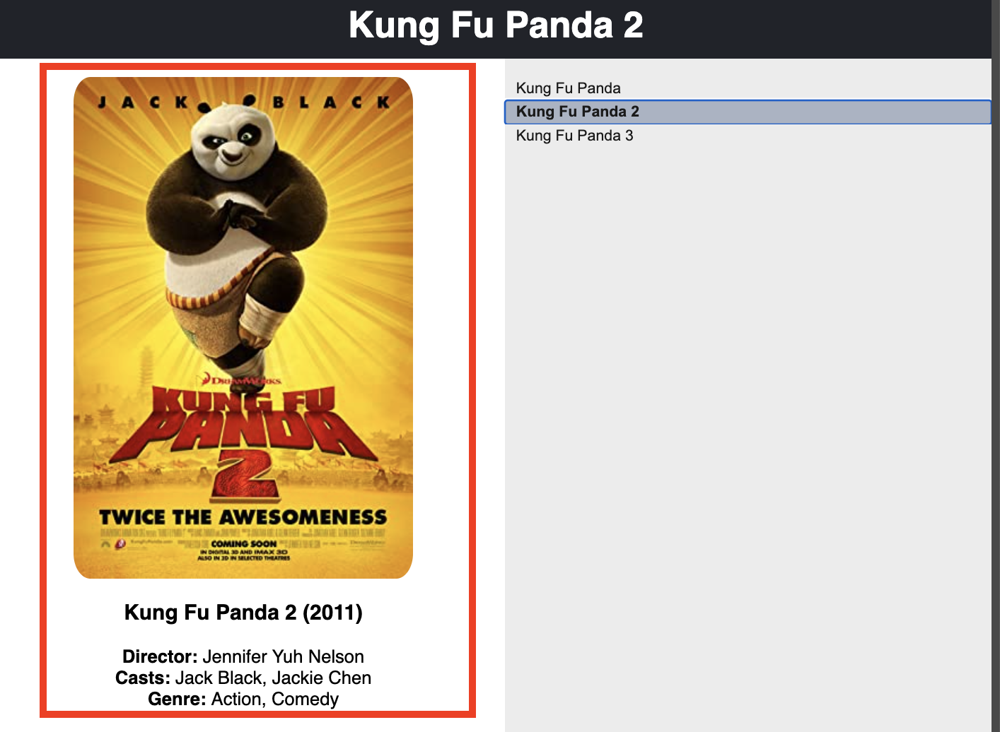 Kung Fu Panda 2
JACK BLACK
DREAMWORKS
KUNG FU
PANDA
2
TWICE THE AWESOMENESS
KungFuPanda.com
COMING SOON
IN DIGITAL 3D AND IMAX 3D
ALSO IN 2D IN SELECTED THEATRES
Kung Fu Panda 2 (2011)
Director: Jennifer Yuh Nelson
Casts: Jack Black, Jackie Chen
Genre: Action, Comedy
Kung Fu Panda
Kung Fu Panda 2
Kung Fu Panda 3